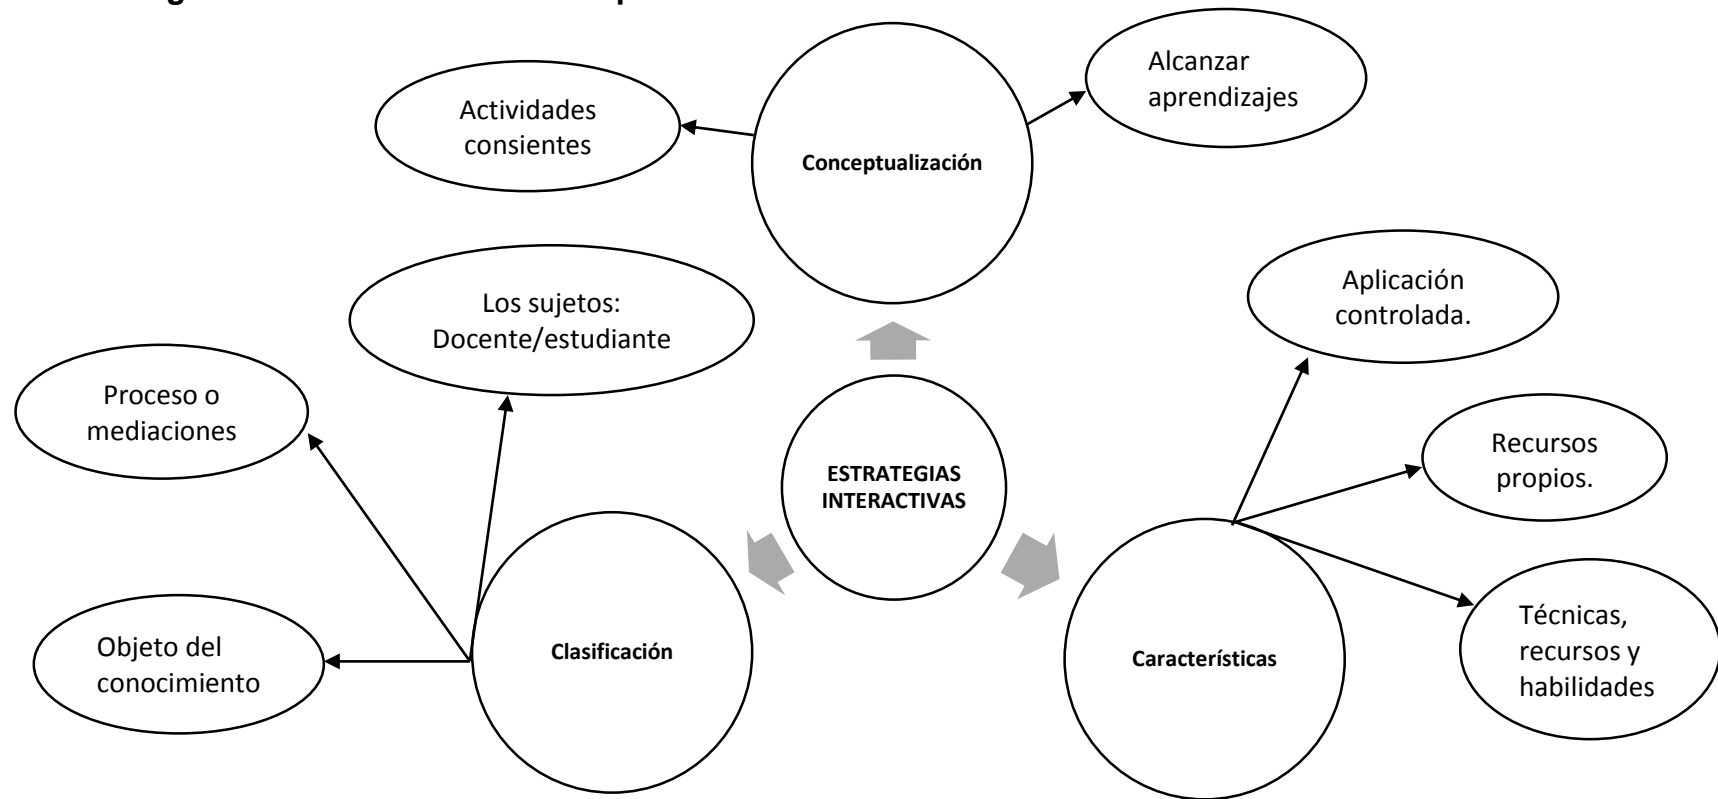 Alcanzar
aprendizajes
Actividades
consientes
Conceptualización
Aplicación
controlada.
Los sujetos:
Docente/estudiante
Proceso o
mediaciones
Recursos
propios.
ESTRATEGIAS
INTERACTIVAS
Técnicas,
recursos y
habilidades
Objeto del
conocimiento
Clasificación
Característicias